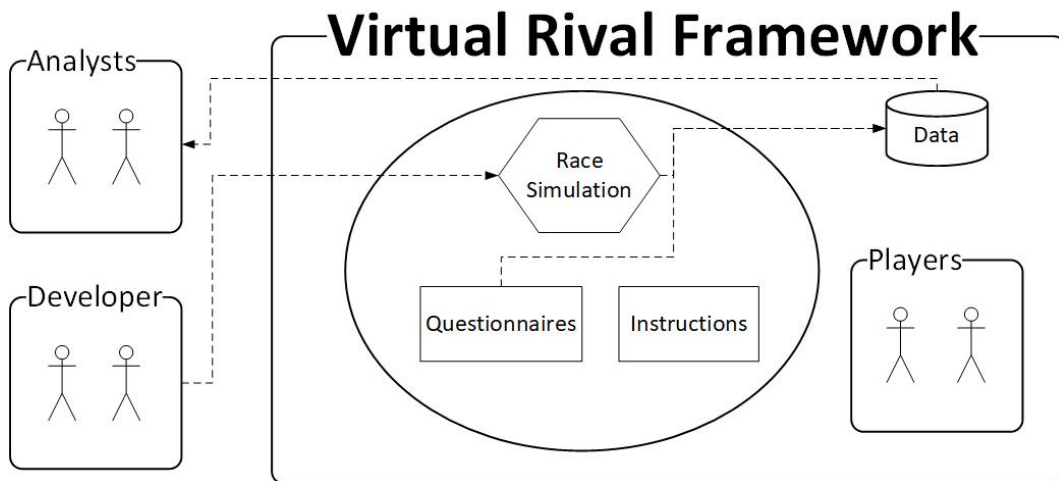 Virtual Rival Framework
Analysts
Data
Race
Simulation
Players
Developer
Questionnaires
Instructions